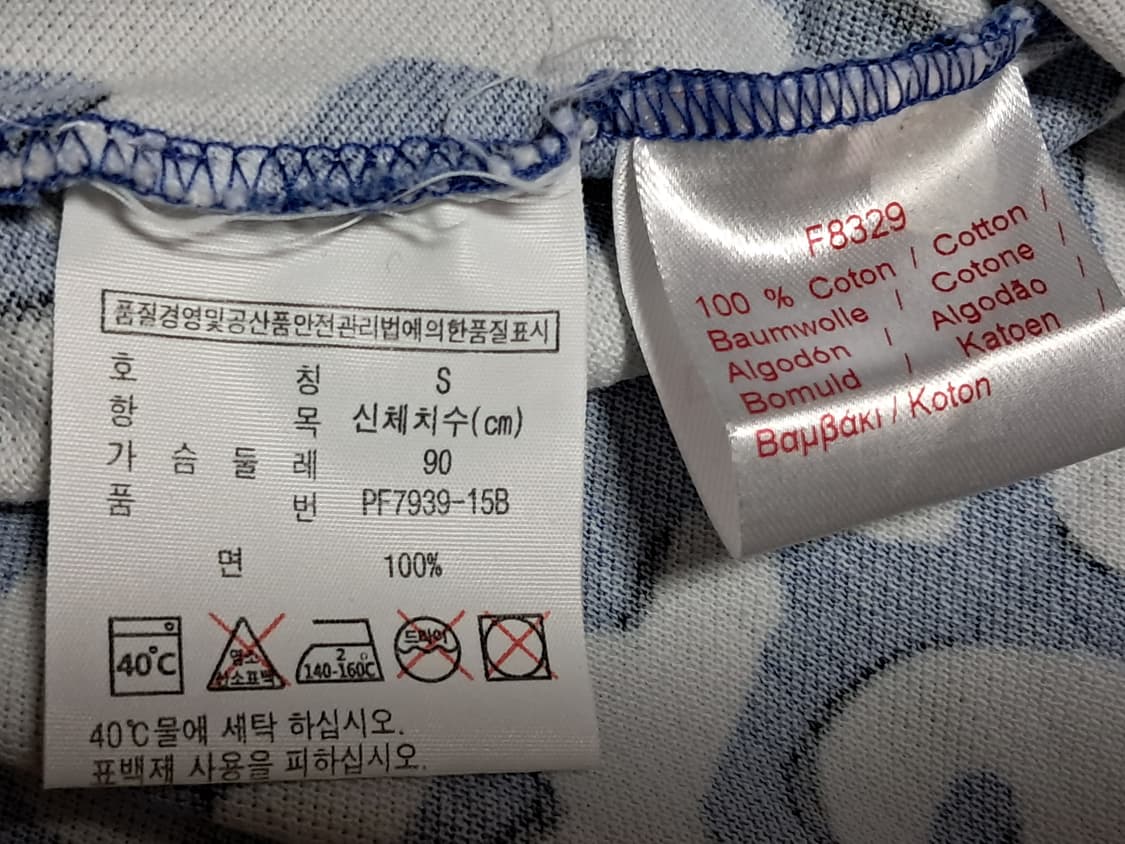 품질경영및공산품안전관리법에의한품질표시
호 칭 S
항 목 신체치수(cm)
가 슴 둘 레 90
품 번 PF7939-15B
면 100%
40℃
염소
산소표백
2
140-160℃
드라이
40℃물에 세탁 하십시오.
표백제 사용을 피하십시오.
F8329
100 % Coton / Cotton /
Baumwolle / Cotone /
Algodón / Algodão /
Bomuld / Katoen /
Βαμβάκι / Koton